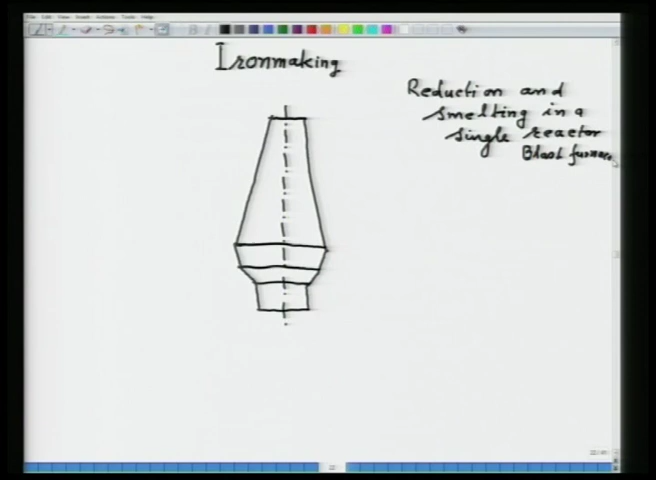 Ironmaking
Reduction and
smelting in a
single reactor
Blast furnace